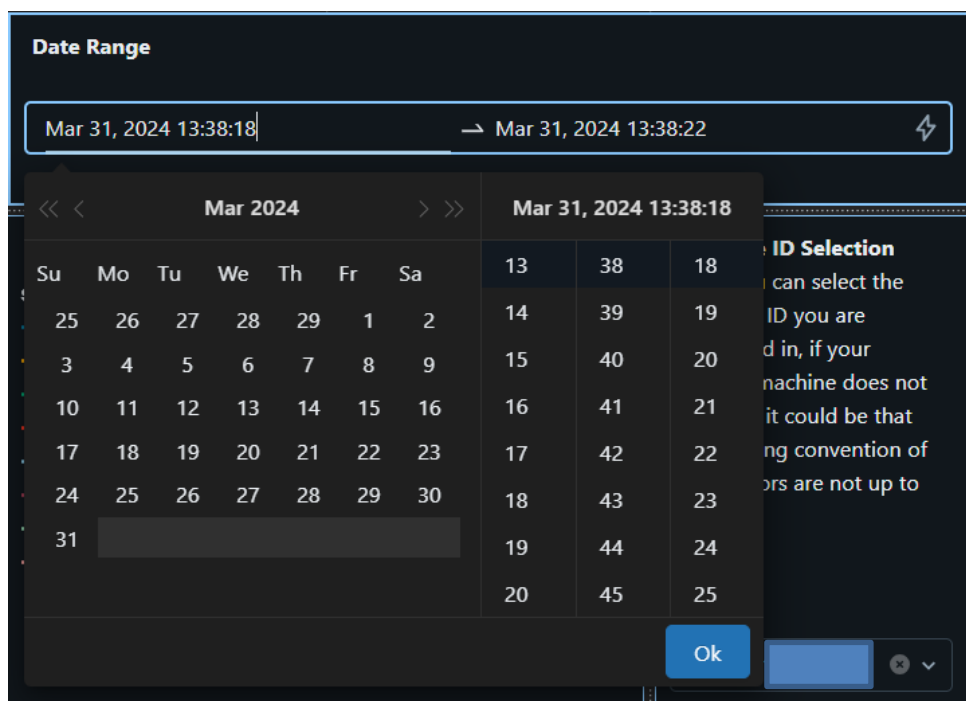 Date Range
Mar 31, 2024 13:38:18 → Mar 31, 2024 13:38:22
Mar 2024
Mar 31, 2024 13:38:18
Su Mo Tu We Th Fr Sa
25 26 27 28 29 1 2
3 4 5 6 7 8 9
10 11 12 13 14 15 16
17 18 19 20 21 22 23
24 25 26 27 28 29 30
31
13 38 18
14 39 19
15 40 20
16 41 21
17 42 22
18 43 23
19 44 24
20 45 25
Ok
ID Selection
can select the
ID you are
in, if your
does not
it could be that
convention of
are not up to